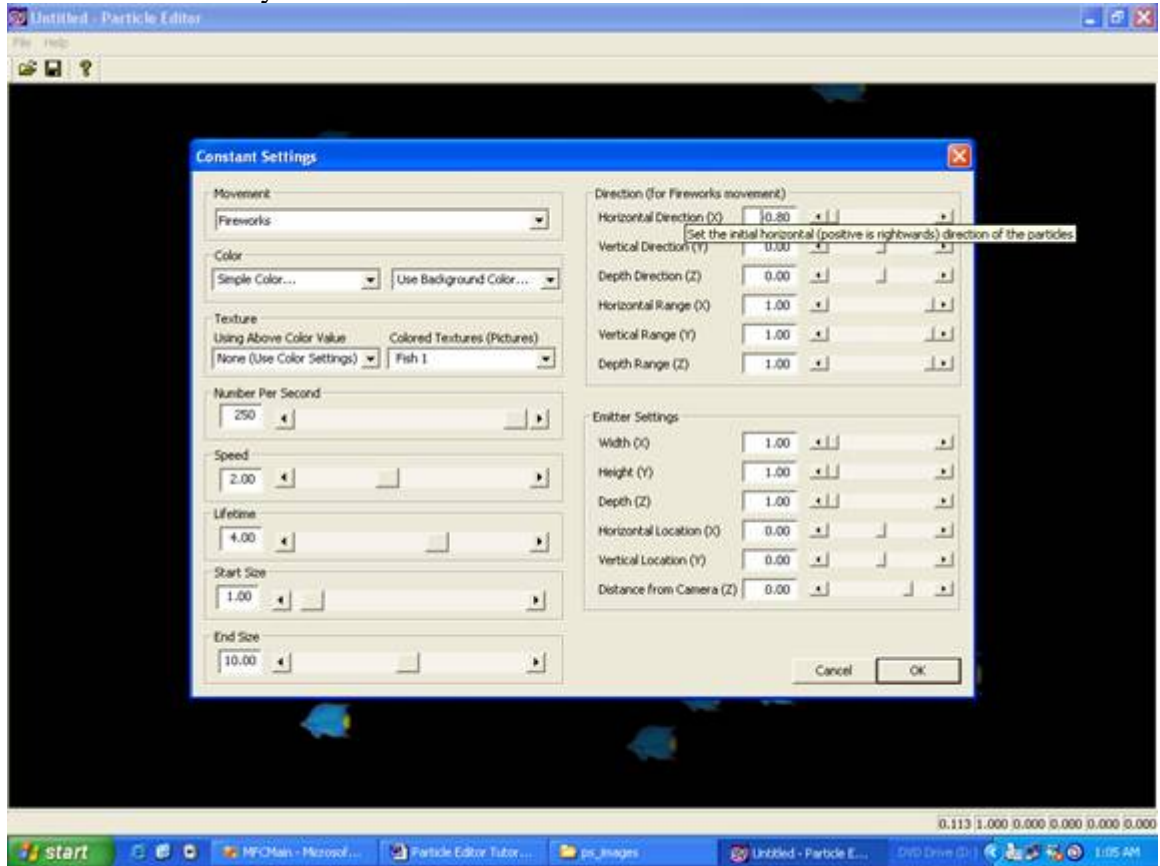 Untitled - Particle Editor
File Help
Constant Settings
Movement
Fireworks
Color
Simple Color...
Use Background Color...
Texture
Using Above Color Value
Colored Textures (Pictures)
None (Use Color Settings)
Fish 1
Number Per Second
250
Speed
2.00
Lifetime
4.00
Start Size
1.00
End Size
10.00
Direction (for Fireworks movement)
Horizontal Direction (X) -0.80
Set the initial horizontal (positive is rightwards) direction of the particles
Vertical Direction (Y) 0.00
Depth Direction (Z) 0.00
Horizontal Range (X) 1.00
Vertical Range (Y) 1.00
Depth Range (Z) 1.00
Emitter Settings
Width (X) 1.00
Height (Y) 1.00
Depth (Z) 1.00
Horizontal Location (X) 0.00
Vertical Location (Y) 0.00
Distance from Camera (Z) 0.00
Cancel OK
0.113 1.000 0.000 0.000 0.000 0.000
start
MFCMain - Microsof...
Particle Editor Tutor...
ps_images
Untitled - Particle E...
DVD Drive (D:)
1:05 AM